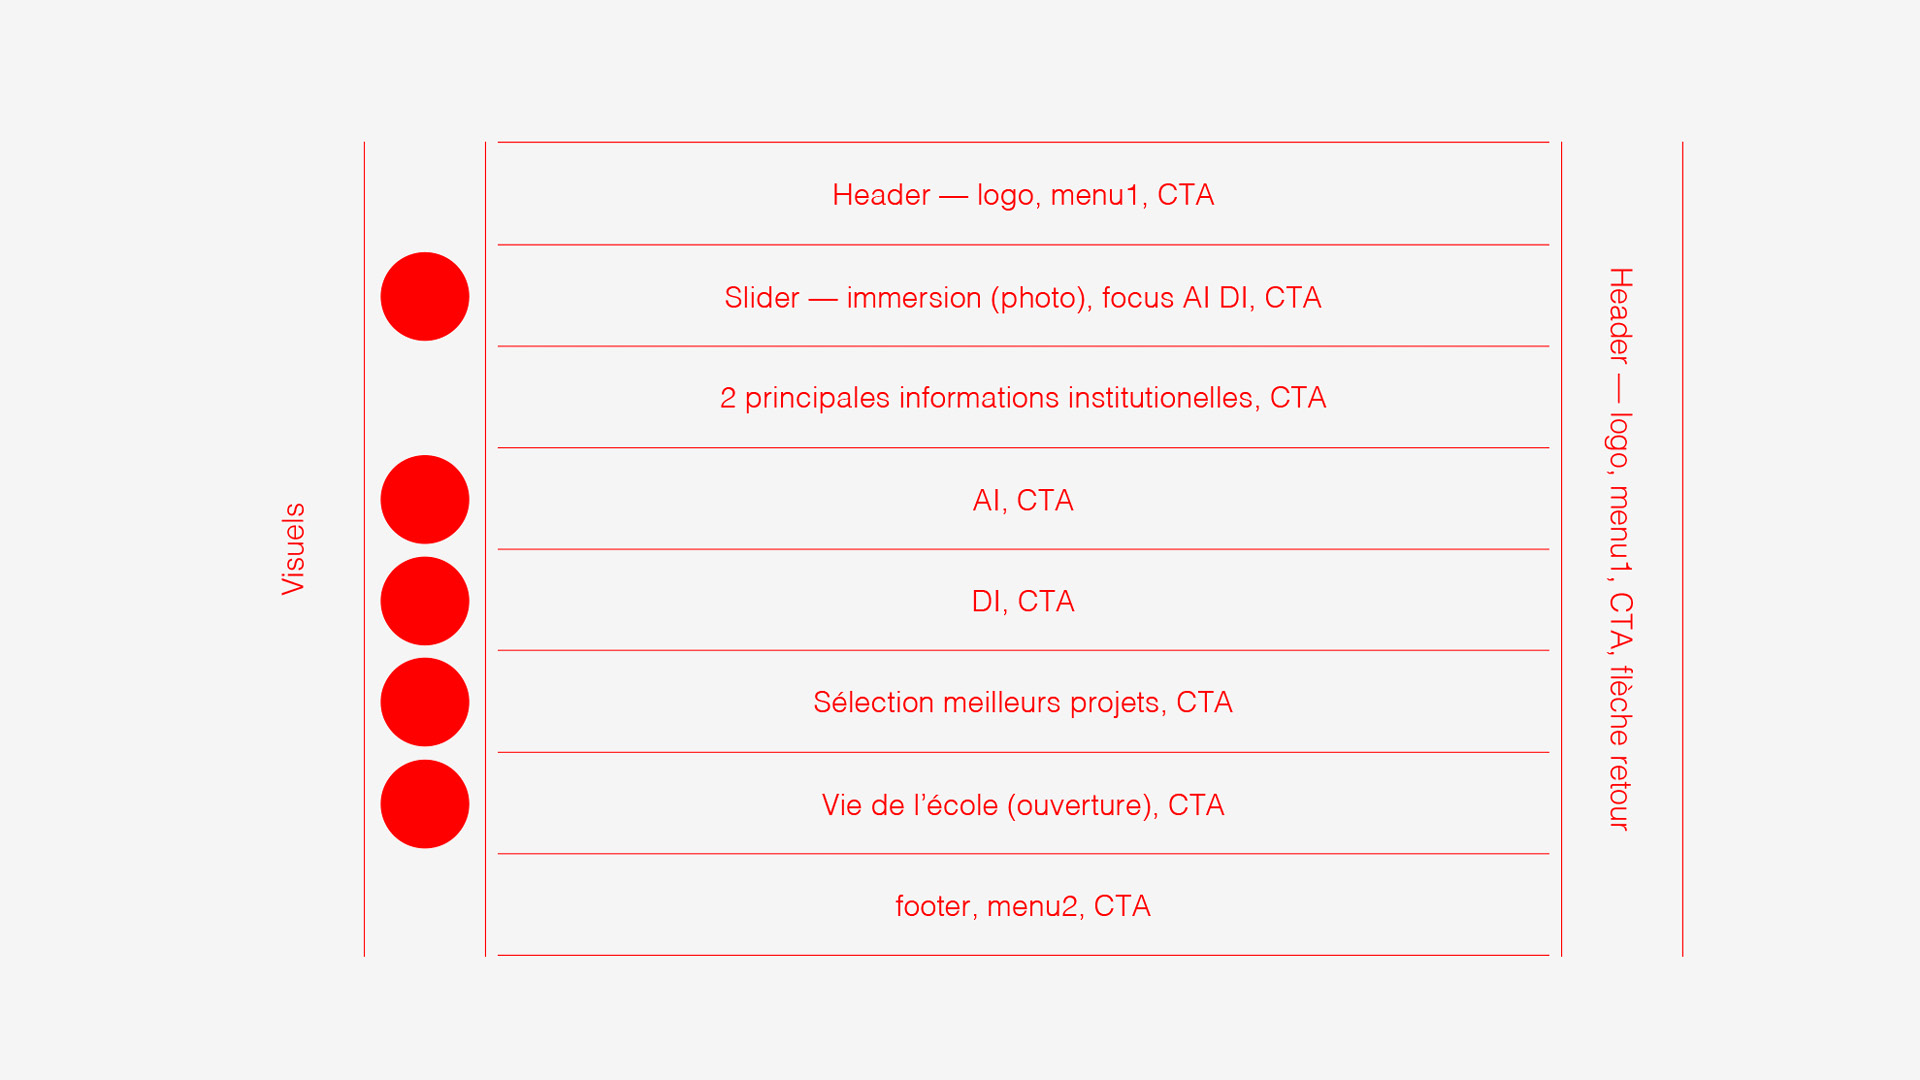 Visuels
Header — logo, menu1, CTA
Slider — immersion (photo), focus AI DI, CTA
2 principales informations institutionelles, CTA
AI, CTA
DI, CTA
Sélection meilleurs projets, CTA
Vie de l’école (ouverture), CTA
footer, menu2, CTA
Header — logo, menu1, CTA, flèche retour